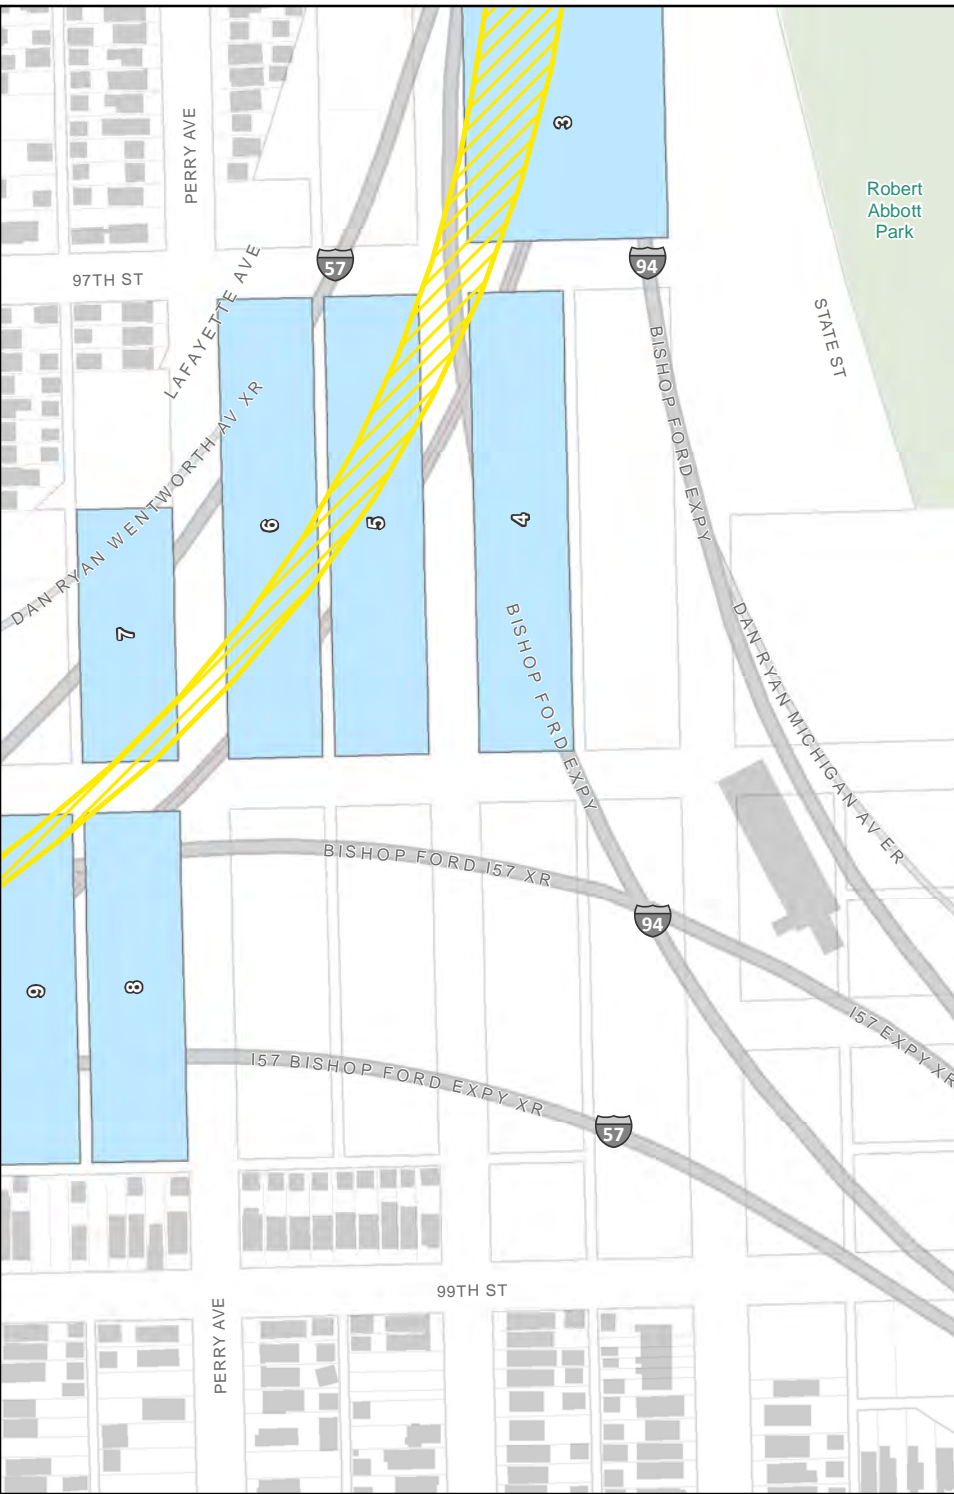 PERRY AVE
3
Robert
Abbott
Park
97TH ST
LAFAYETTE AVE
57
94
STATE ST
BISHOP FORD EXPY
DAN RYAN WENTWORTH AV XR
6
5
4
7
BISHOP FORD EXPY
DAN RYAN MICHIGAN AV ER
BISHOP FORD I57 XR
94
9
8
I57 EXPY XR
I57 BISHOP FORD EXPY XR
57
99TH ST
PERRY AVE